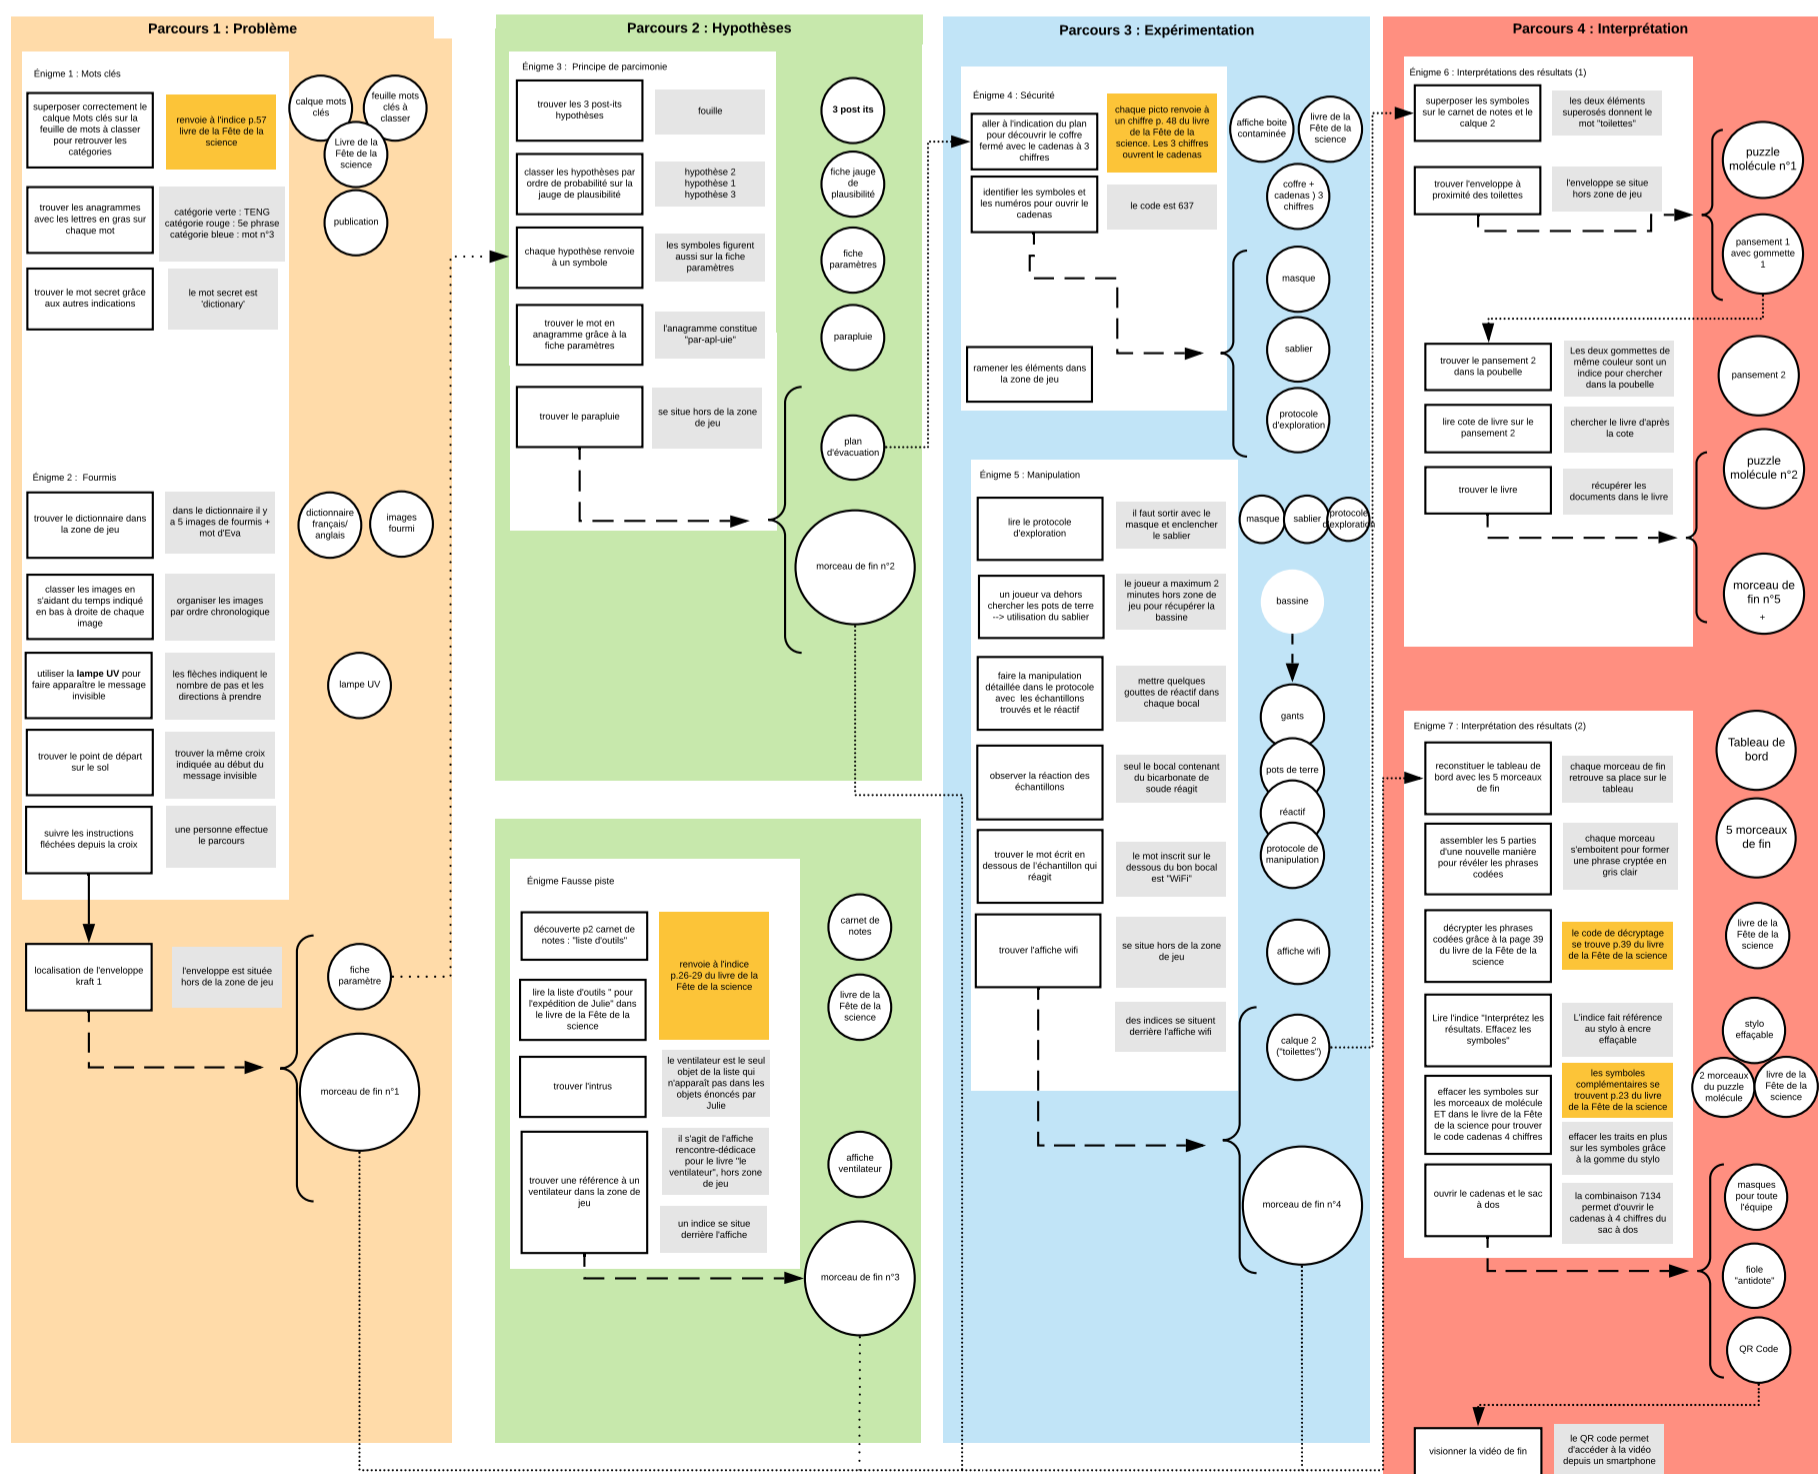 Parcours 1 : Problème
Énigme 1 : Mots clés
superposer correctement le
calque Mots clés sur la
feuille de mots à classer
pour retrouver les
catégories
renvoie à l'indice p.57
livre de la Fête de la
science
calque mots
clés
feuille mots
clés à
classer
Livre de la
Fête de la
science
trouver les anagrammes
avec les lettres en gras sur
chaque mot
catégorie verte : TENG
catégorie rouge : 5e phrase
catégorie bleue : mot n°3
publication
trouver le mot secret grâce
aux autres indications
le mot secret est
'dictionary'
Énigme 2 : Fourmis
trouver le dictionnaire dans
la zone de jeu
dans le dictionnaire il y
a 5 images de fourmis +
mot d'Eva
dictionnaire
français/
anglais
images
fourmi
classer les images en
s'aidant du temps indiqué
en bas à droite de chaque
image
organiser les images
par ordre chronologique
utiliser la lampe UV pour
faire apparaître le message
invisible
les flèches indiquent le
nombre de pas et les
directions à prendre
lampe UV
trouver le point de départ
sur le sol
trouver la même croix
indiquée au début du
message invisible
suivre les instructions
fléchées depuis la croix
une personne effectue
le parcours
localisation de l'enveloppe
kraft 1
l'enveloppe est située
hors de la zone de jeu
fiche
paramètre
morceau de fin n°1
Parcours 2 : Hypothèses
Énigme 3 : Principe de parcimonie
trouver les 3 post-its
hypothèses
fouille
3 post its
classer les hypothèses par
ordre de probabilité sur la
jauge de plausibilité
hypothèse 2
hypothèse 1
hypothèse 3
fiche jauge
de
plausibilité
chaque hypothèse renvoie
à un symbole
les symboles figurent
aussi sur la fiche
paramètres
fiche
paramètres
trouver le mot en
anagramme grâce à la
fiche paramètres
l'anagramme constitue
"par-apl-uie"
parapluie
trouver le parapluie
se situe hors de la zone
de jeu
plan
d'évacuation
morceau de fin n°2
Énigme Fausse piste
découverte p2 carnet de
notes : "liste d'outils"
renvoie à l'indice
p.26-29 du livre de la
Fête de la science
carnet de
notes
lire la liste d'outils " pour
l'expédition de Julie" dans
le livre de la Fête de la
science
livre de la
Fête de la
science
trouver l'intrus
le ventilateur est le seul
objet de la liste qui
n'apparaît pas dans les
objets énoncés par
Julie
trouver une référence à un
ventilateur dans la zone de
jeu
il s'agit de l'affiche
rencontre-dédicace
pour le livre "le
ventilateur", hors zone
de jeu
affiche
ventilateur
un indice se situe
derrière l'affiche
morceau de fin n°3
Parcours 3 : Expérimentation
Énigme 4 : Sécurité
aller à l'indication du plan
pour découvrir le coffre
fermé avec le cadenas à 3
chiffres
chaque picto renvoie à
un chiffre p. 48 du livre
de la Fête de la
science. Les 3 chiffres
ouvrent le cadenas
affiche boite
contaminée
livre de la
Fête de la
science
identifier les symboles et
les numéros pour ouvrir le
cadenas
le code est 637
coffre +
cadenas ) 3
chiffres
masque
sablier
ramener les éléments dans
la zone de jeu
protocole
d'exploration
Énigme 5 : Manipulation
lire le protocole
d'exploration
il faut sortir avec le
masque et enclencher
le sablier
masque
sablier
protocole
d'exploration
un joueur va dehors
chercher les pots de terre
--> utilisation du sablier
le joueur a maximum 2
minutes hors zone de
jeu pour récupérer la
bassine
bassine
faire la manipulation
détaillée dans le protocole
avec les échantillons
trouvés et le réactif
mettre quelques
gouttes de réactif dans
chaque bocal
gants
observer la réaction des
échantillons
seul le bocal contenant
du bicarbonate de
soude réagit
pots de terre
réactif
trouver le mot écrit en
dessous de l'échantillon qui
réagit
le mot inscrit sur le
dessous du bon bocal
est "WiFi"
protocole de
manipulation
trouver l'affiche wifi
se situe hors de la zone
de jeu
affiche wifi
des indices se situent
derrière l'affiche wifi
calque 2
("toilettes")
morceau de fin n°4
Parcours 4 : Interprétation
Énigme 6 : Interprétations des résultats (1)
superposer les symboles
sur le carnet de notes et le
calque 2
les deux éléments
superosés donnent le
mot "toilettes"
puzzle
molécule n°1
trouver l'enveloppe à
proximité des toilettes
l'enveloppe se situe
hors zone de jeu
pansement 1
avec gommette
1
trouver le pansement 2
dans la poubelle
Les deux gommettes de
même couleur sont un
indice pour chercher
dans la poubelle
pansement 2
lire cote de livre sur le
pansement 2
chercher le livre d'après
la cote
puzzle
molécule n°2
trouver le livre
récupérer les
documents dans le livre
morceau de
fin n°5
+
Enigme 7 : Interprétation des résultats (2)
reconstituer le tableau de
bord avec les 5 morceaux
de fin
chaque morceau de fin
retrouve sa place sur le
tableau
Tableau de
bord
assembler les 5 parties
d'une nouvelle manière
pour révéler les phrases
codées
chaque morceau
s'emboitent pour former
une phrase cryptée en
gris clair
5 morceaux
de fin
décrypter les phrases
codées grâce à la page 39
du livre de la Fête de la
science
le code de décryptage
se trouve p.39 du livre
de la Fête de la science
livre de la
Fête de la
science
Lire l'indice "Interprétez les
résultats. Effacez les
symboles"
L'indice fait référence
au stylo à encre
effaçable
stylo
effaçable
effacer les symboles sur
les morceaux de molécule
ET dans le livre de la Fête
de la science pour trouver
le code cadenas 4 chiffres
les symboles
complémentaires se
trouvent p.23 du livre
de la Fête de la science
2 morceaux
du puzzle
molécule
livre de la
Fête de la
science
effacer les traits en plus
sur les symboles grâce
à la gomme du stylo
ouvrir le cadenas et le sac
à dos
la combinaison 7134
permet d'ouvrir le
cadenas à 4 chiffres du
sac à dos
masques
pour toute
l'équipe
fiole
"antidote"
QR Code
visionner la vidéo de fin
le QR code permet
d'accéder à la vidéo
depuis un smartphone